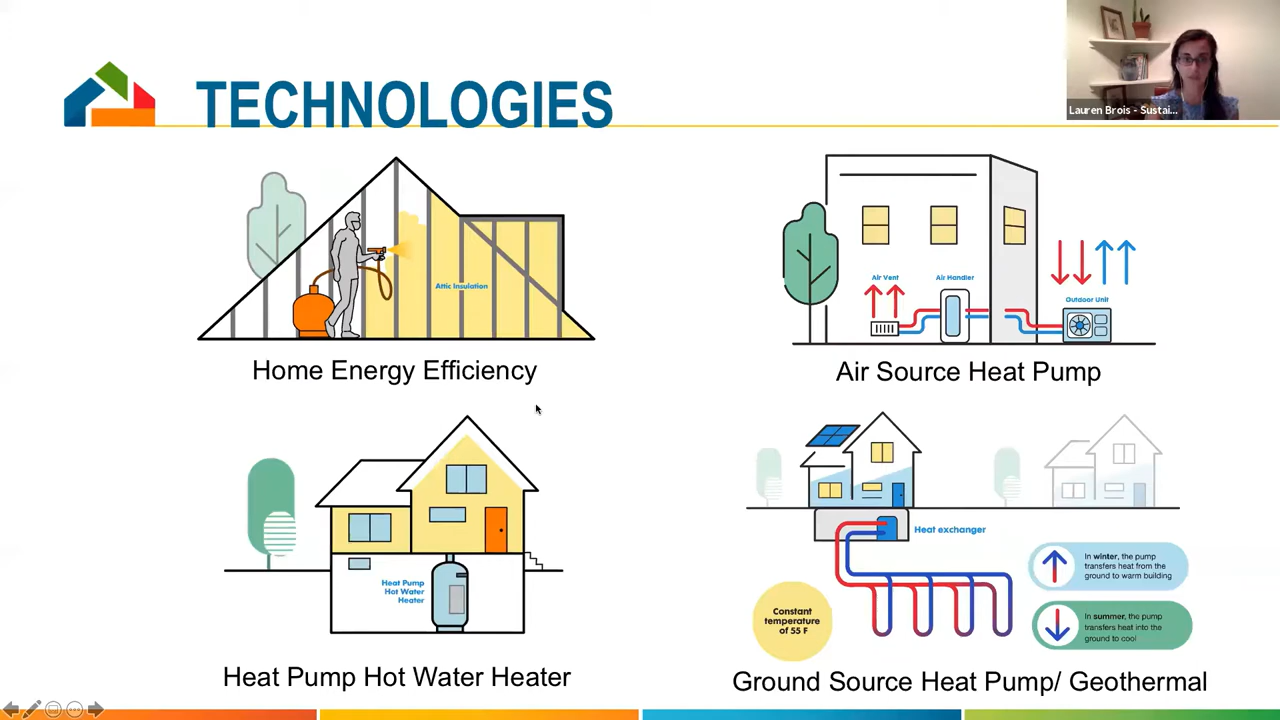 Lauren Brois - Sustai...
TECHNOLOGIES
Attic Insulation
Home Energy Efficiency
Air Vent
Air Handler
Outdoor Unit
Air Source Heat Pump
Heat Pump
Hot Water
Heater
Heat Pump Hot Water Heater
Heat exchanger
Constant
temperature
of 55 F
In winter, the pump
transfers heat from the
ground to warm building
In summer, the pump
transfers heat into the
ground to cool
Ground Source Heat Pump/ Geothermal